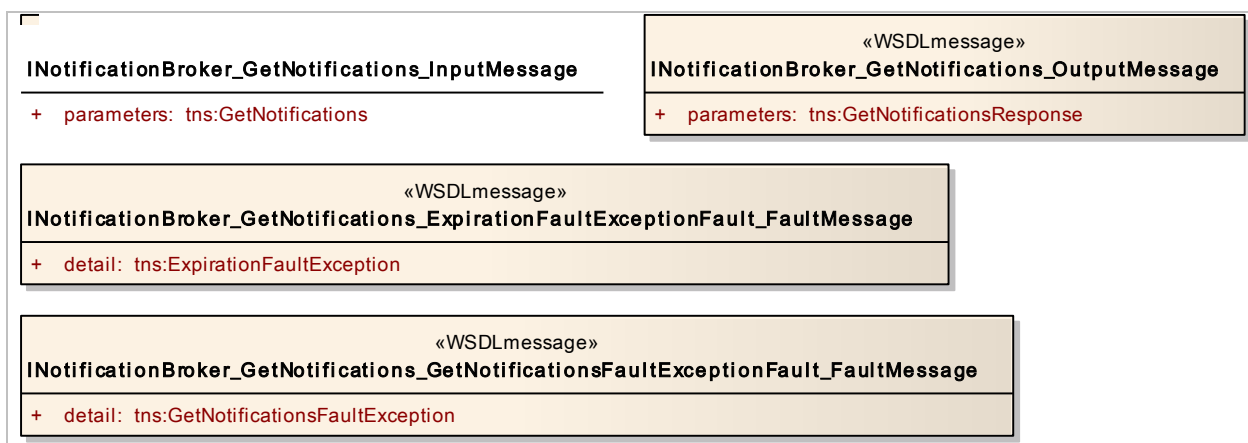 INotificationBroker_GetNotifications_InputMessage
+ parameters: tns:GetNotifications
«WSDLmessage»
INotificationBroker_GetNotifications_OutputMessage
+ parameters: tns:GetNotificationsResponse
«WSDLmessage»
INotificationBroker_GetNotifications_ExpirationFaultExceptionFault_FaultMessage
+ detail: tns:ExpirationFaultException
«WSDLmessage»
INotificationBroker_GetNotifications_GetNotificationsFaultExceptionFault_FaultMessage
+ detail: tns:GetNotificationsFaultException